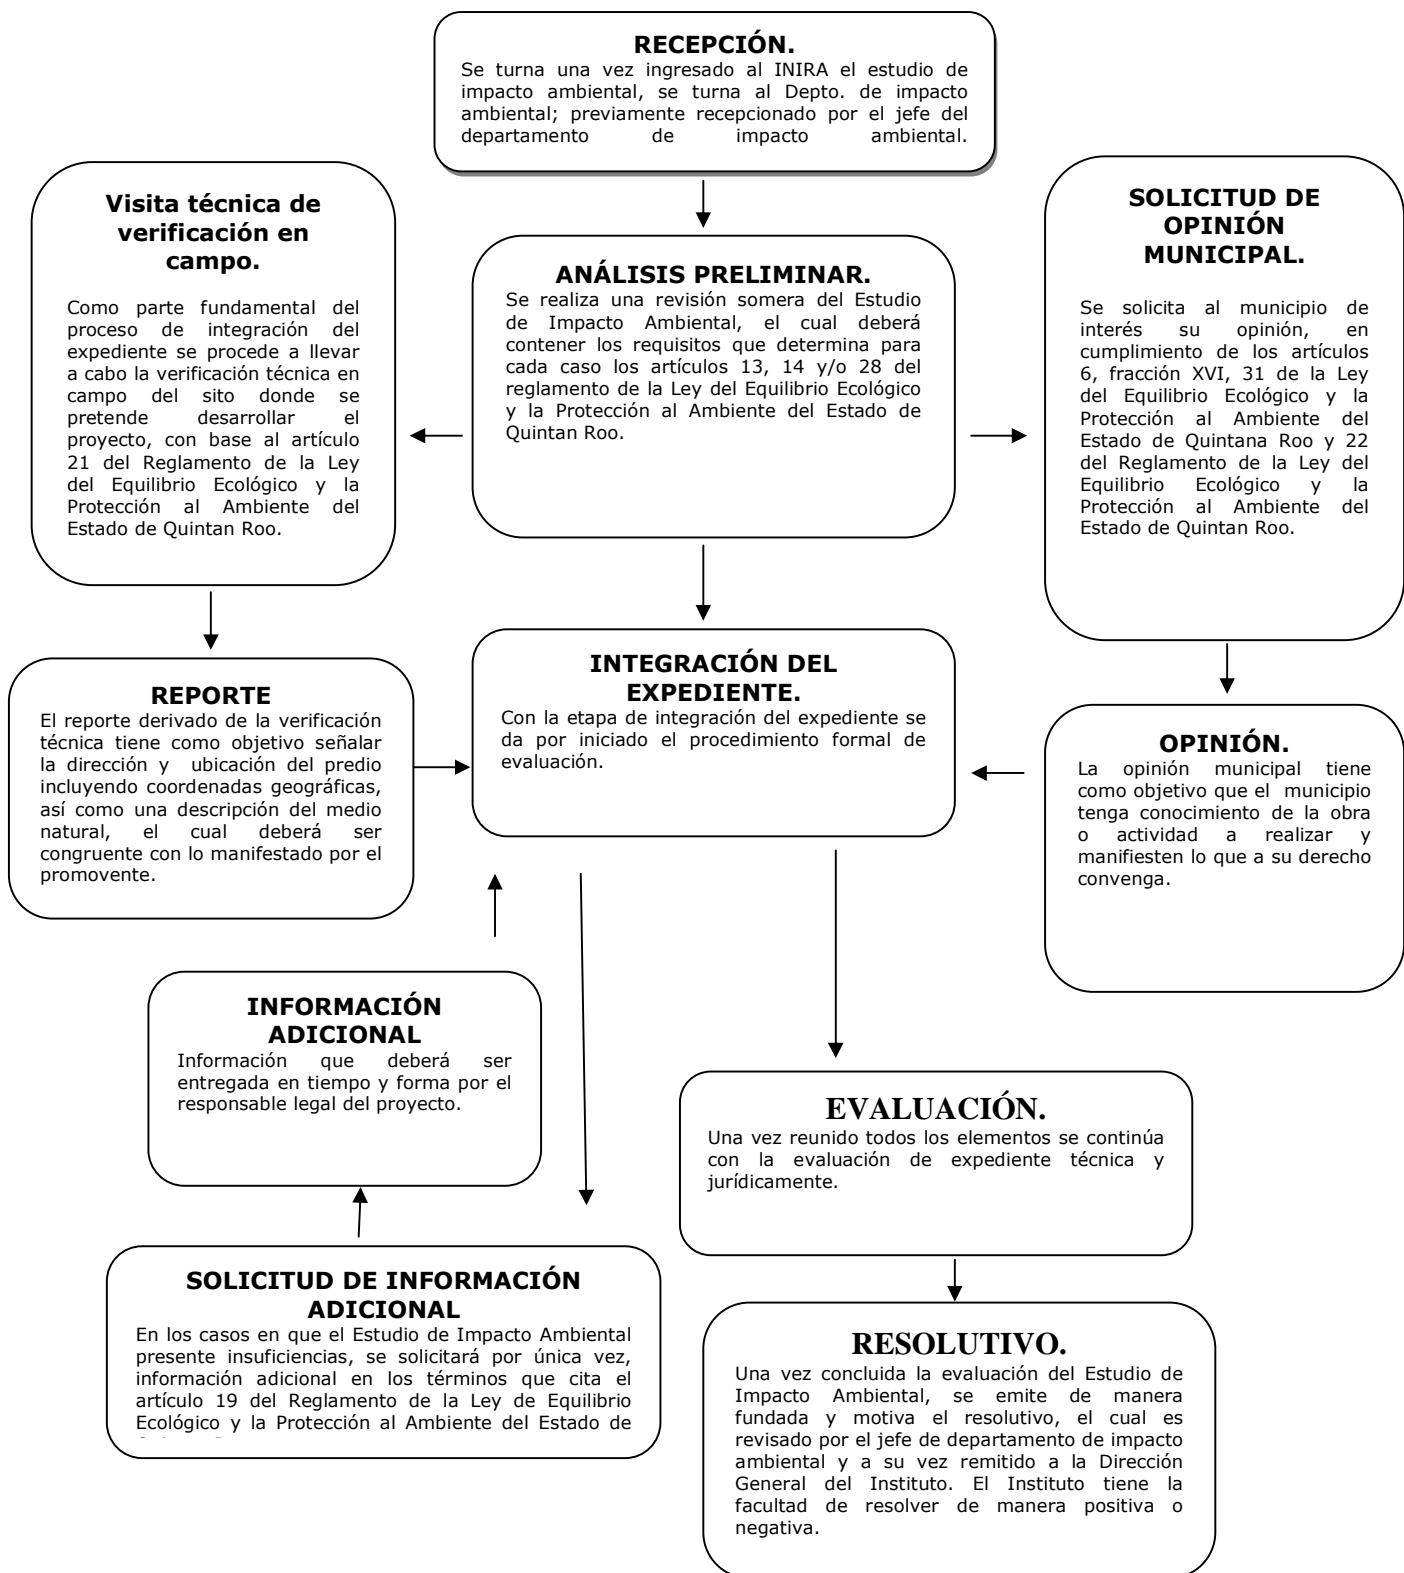 RECEPCIÓN.
Se turna una vez ingresado al INIRA el estudio de
impacto ambiental, se turna al Depto. de impacto
ambiental; previamente recepcionado por el jefe del
departamento de impacto ambiental.
Visita técnica de
verificación en
campo.
Como parte fundamental del
proceso de integración del
expediente se procede a llevar
a cabo la verificación técnica en
campo del sito donde se
pretende desarrollar el
proyecto, con base al artículo
21 del Reglamento de la Ley
del Equilibrio Ecológico y la
Protección al Ambiente del
Estado de Quintan Roo.
ANÁLISIS PRELIMINAR.
Se realiza una revisión somera del Estudio
de Impacto Ambiental, el cual deberá
contener los requisitos que determina para
cada caso los artículos 13, 14 y/o 28 del
reglamento de la Ley del Equilibrio Ecológico
y la Protección al Ambiente del Estado de
Quintan Roo.
SOLICITUD DE
OPINIÓN
MUNICIPAL.
Se solicita al municipio de
interés su opinión, en
cumplimiento de los artículos
6, fracción XVI, 31 de la Ley
del Equilibrio Ecológico y la
Protección al Ambiente del
Estado de Quintana Roo y 22
del Reglamento de la Ley del
Equilibrio Ecológico y la
Protección al Ambiente del
Estado de Quintan Roo.
REPORTE
El reporte derivado de la verificación
técnica tiene como objetivo señalar
la dirección y ubicación del predio
incluyendo coordenadas geográficas,
así como una descripción del medio
natural, el cual deberá ser
congruente con lo manifestado por el
promovente.
INTEGRACIÓN DEL
EXPEDIENTE.
Con la etapa de integración del expediente se
da por iniciado el procedimiento formal de
evaluación.
OPINIÓN.
La opinión municipal tiene
como objetivo que el municipio
tenga conocimiento de la obra
o actividad a realizar y
manifiesten lo que a su derecho
convenga.
INFORMACIÓN
ADICIONAL
Información que deberá ser
entregada en tiempo y forma por el
responsable legal del proyecto.
EVALUACIÓN.
Una vez reunido todos los elementos se continúa
con la evaluación de expediente técnica y
jurídicamente.
SOLICITUD DE INFORMACIÓN
ADICIONAL
En los casos en que el Estudio de Impacto Ambiental
presente insuficiencias, se solicitará por única vez,
información adicional en los términos que cita el
artículo 19 del Reglamento de la Ley de Equilibrio
Ecológico y la Protección al Ambiente del Estado de
RESOLUTIVO.
Una vez concluida la evaluación del Estudio de
Impacto Ambiental, se emite de manera
fundada y motiva el resolutivo, el cual es
revisado por el jefe de departamento de impacto
ambiental y a su vez remitido a la Dirección
General del Instituto. El Instituto tiene la
facultad de resolver de manera positiva o
negativa.